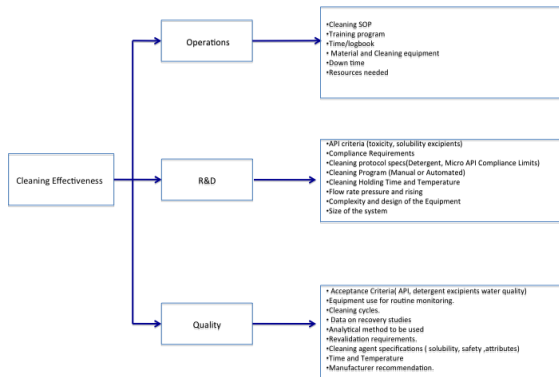 Cleaning Effectiveness
Operations
•Cleaning SOP
•Training program
•Time/logbook
• Material and Cleaning equipment
•Down time
•Resources needed
R&D
•API criteria (toxicity, solubility excipients)
•Compliance Requirements
•Cleaning protocol specs(Detergent, Micro API Compliance Limits)
•Cleaning Program (Manual or Automated)
•Cleaning Holding Time and Temperature
•Flow rate pressure and rising
•Complexity and design of the Equipment
•Size of the system
Quality
• Acceptance Criteria( API, detergent excipients water quality)
•Equipment use for routine monitoring.
•Cleaning cycles.
• Data on recovery studies
•Analytical method to be used
•Revalidation requirements.
•Cleaning agent specifications ( solubility, safety ,attributes)
•Time and Temperature
•Manufacturer recommendation.